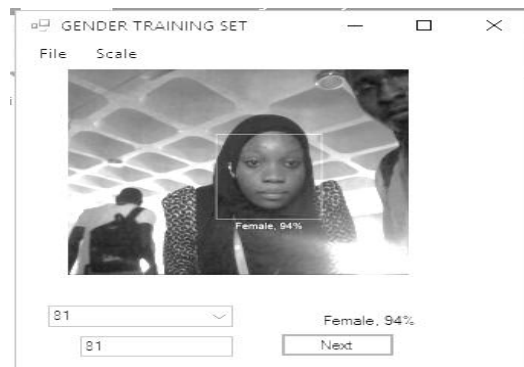 GENDER TRAINING SET
File Scale
Female, 94%
81
Female, 94%
81
Next